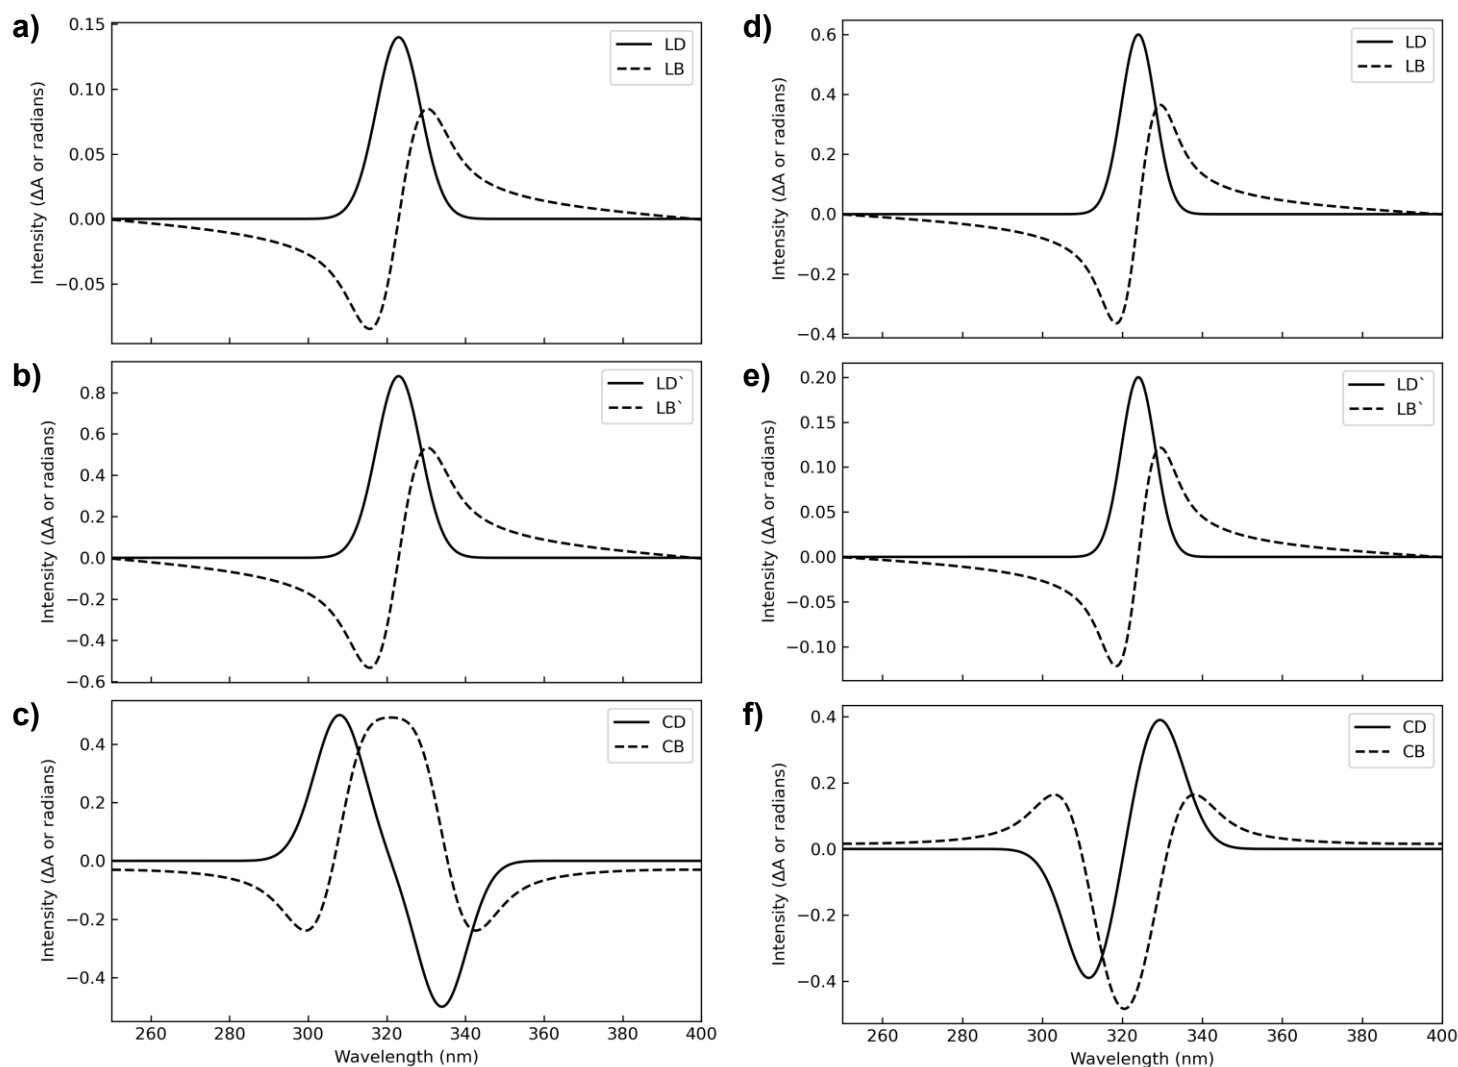 a)
0.15
0.10
0.05
0.00
−0.05
Intensity (ΔA or radians)
LD
LB
b)
0.8
0.6
0.4
0.2
0.0
−0.2
−0.4
−0.6
Intensity (ΔA or radians)
LD`
LB`
c)
0.4
0.2
0.0
−0.2
−0.4
Intensity (ΔA or radians)
CD
CB
260 280 300 320 340 360 380 400
Wavelength (nm)
d)
0.6
0.4
0.2
0.0
−0.2
−0.4
Intensity (ΔA or radians)
LD
LB
e)
0.20
0.15
0.10
0.05
0.00
−0.05
−0.10
Intensity (ΔA or radians)
LD`
LB`
f)
0.4
0.2
0.0
−0.2
−0.4
Intensity (ΔA or radians)
CD
CB
260 280 300 320 340 360 380 400
Wavelength (nm)